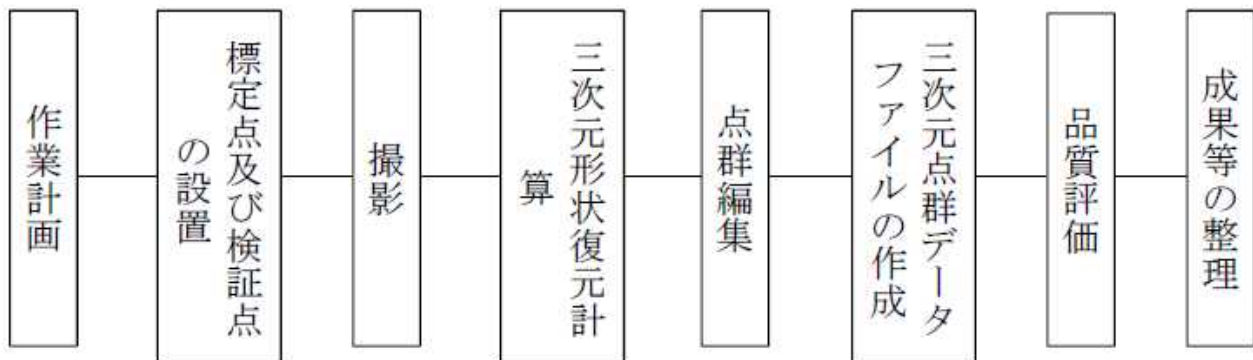 作業計画
標定点及び検証点
の設置
撮影
三次元形状復元計
算
点群編集
三次元点群データ
ファイルの作成
品質評価
成果等の整理